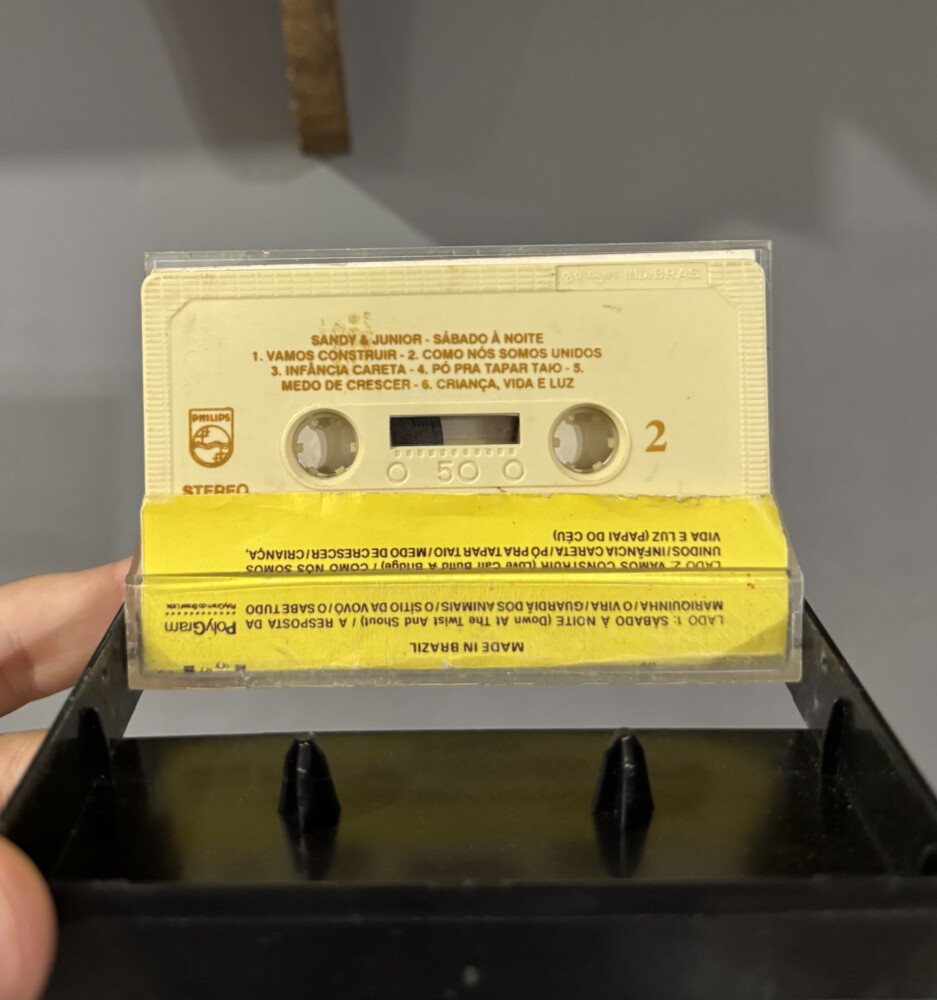 IND.BRAS.
SANDY & JUNIOR - SÁBADO À NOITE
1. VAMOS CONSTRUIR - 2. COMO NÓS SOMOS UNIDOS
3. INFÂNCIA CARETA - 4. PÓ PRA TAPAR TAIO - 5.
MEDO DE CRESCER - 6. CRIANÇA, VIDA E LUZ
PHILIPS
2
50
STEREO
MADE IN BRAZIL
LADO 1: SÁBADO À NOITE (Down At The Twist And Shout) / A RESPOSTA DA
MARIQUINHA / O VIRA / GUARDIÃ DOS ANIMAIS / O SÍTIO DA VOVÓ / O SABE TUDO
PolyGram
LADO 2: VAMOS CONSTRUIR (Love Can Build A Bridge) / COMO NÓS SOMOS
UNIDOS / INFÂNCIA CARETA / PÓ PRA TAPAR TAIO / MEDO DE CRESCER / CRIANÇA,
VIDA E LUZ (PAPAI DO CÉU)